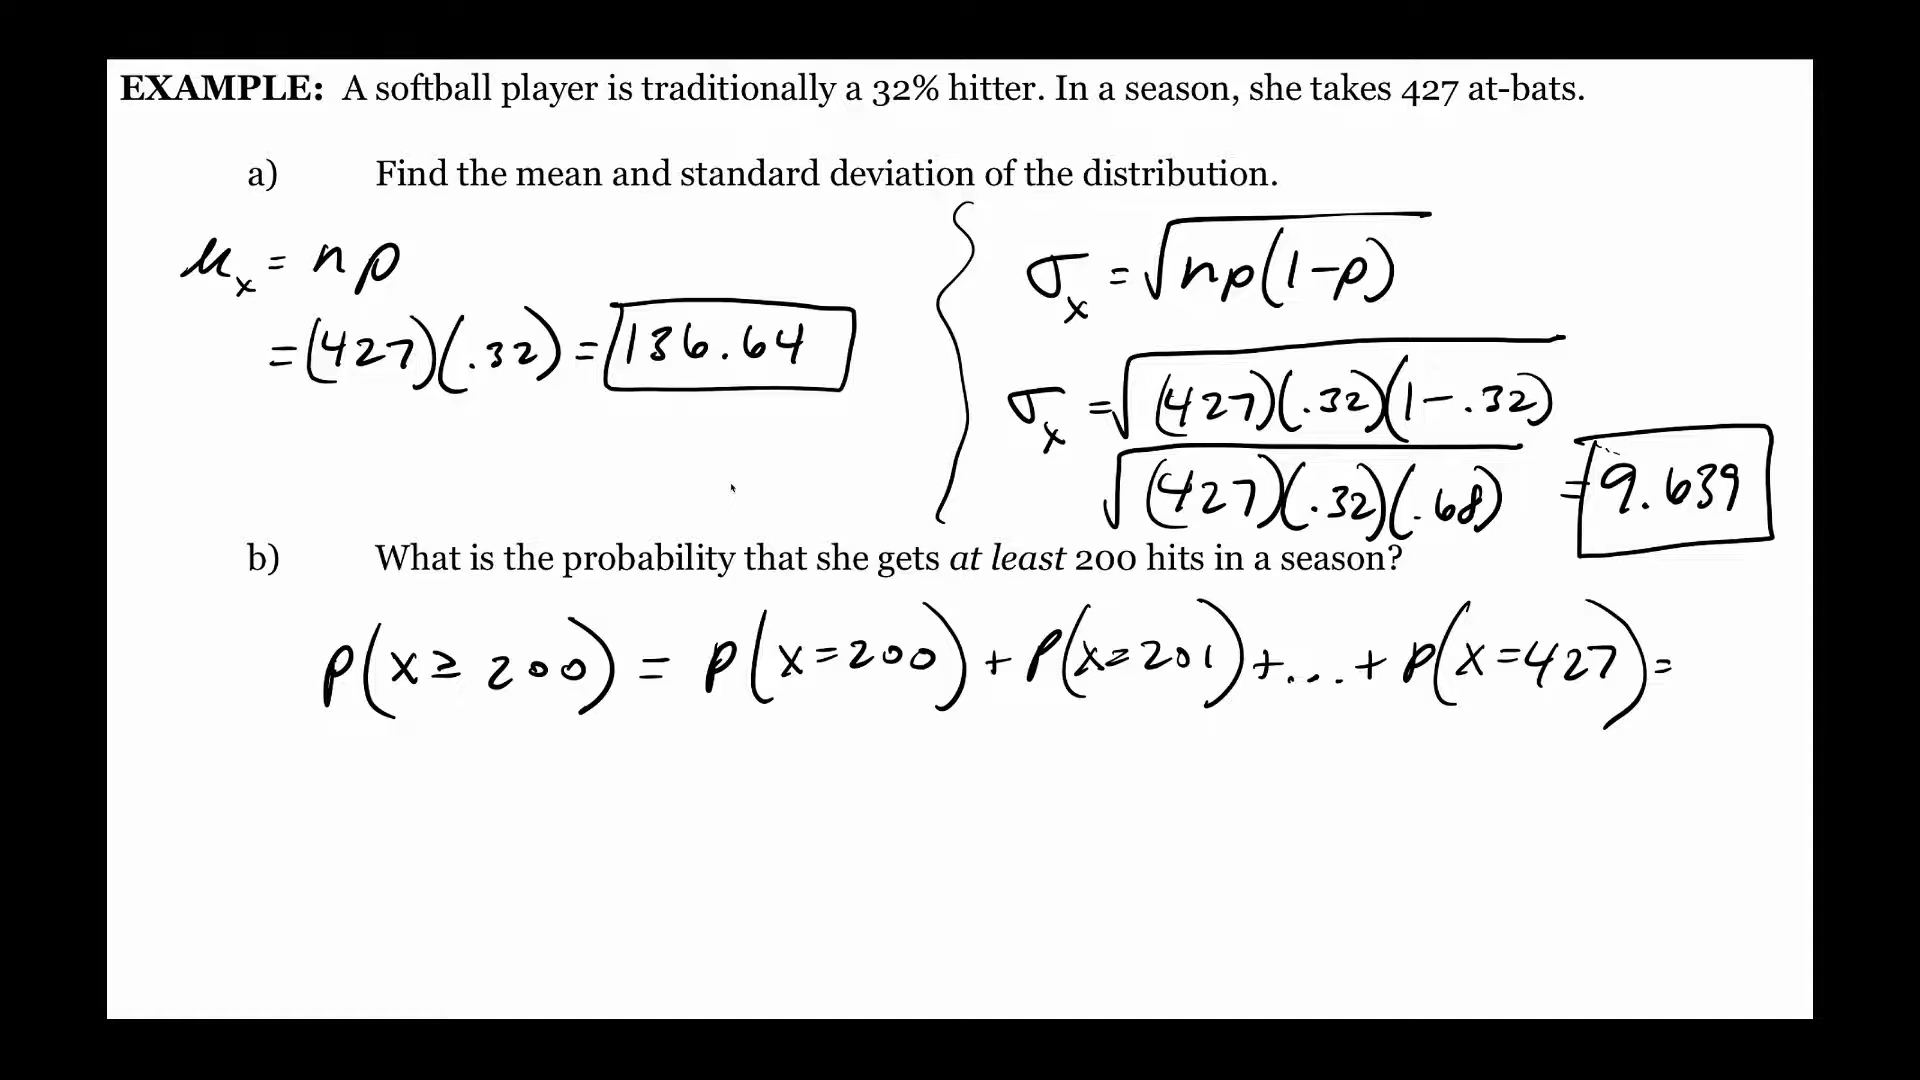 EXAMPLE: A softball player is traditionally a 32% hitter. In a season, she takes 427 at-bats.
a) Find the mean and standard deviation of the distribution.
μₓ = np
= (427)(.32) = 136.64
σₓ = √np(1-p)
σₓ = √(427)(.32)(1-.32)
√(427)(.32)(.68) = 9.639
b) What is the probability that she gets at least 200 hits in a season?
P(x ≥ 200) = P(x=200) + P(x=201) + ... + P(x=427) =